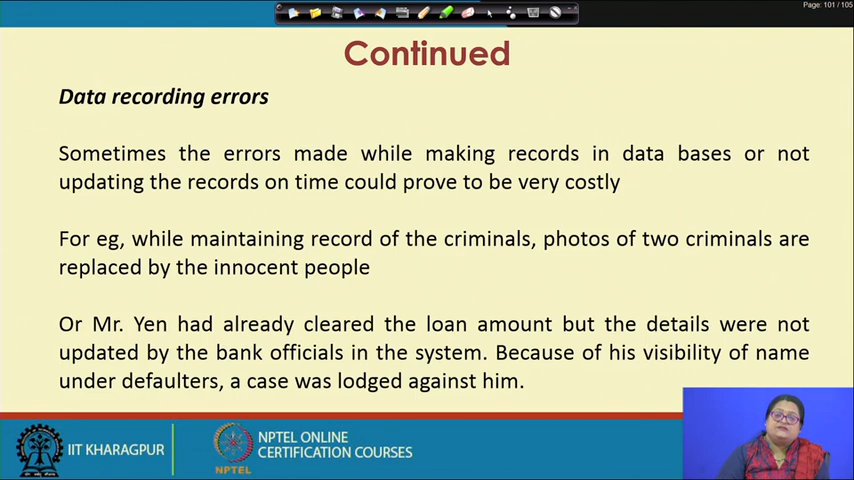 Page: 101 / 105
Continued
Data recording errors
Sometimes the errors made while making records in data bases or not
updating the records on time could prove to be very costly
For eg, while maintaining record of the criminals, photos of two criminals are
replaced by the innocent people
Or Mr. Yen had already cleared the loan amount but the details were not
updated by the bank officials in the system. Because of his visibility of name
under defaulters, a case was lodged against him.
IIT KHARAGPUR
NPTEL
NPTEL ONLINE
CERTIFICATION COURSES